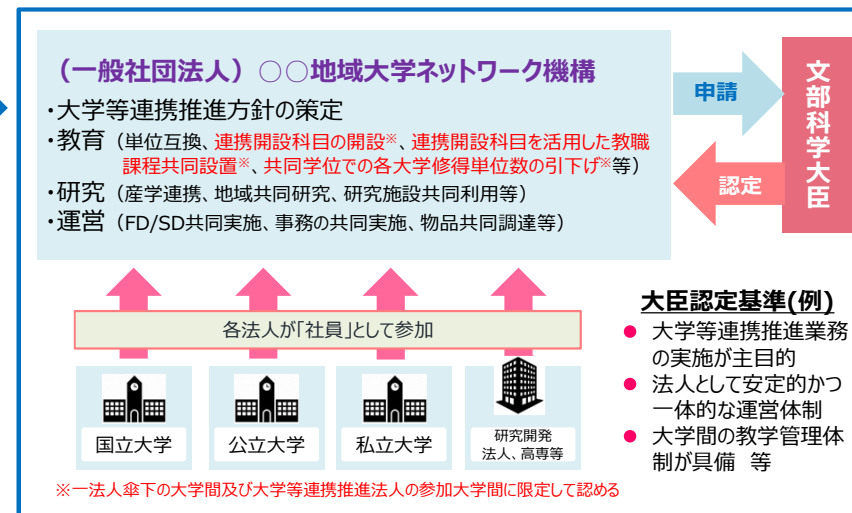 （一般社団法人）○○地域大学ネットワーク機構
・大学等連携推進方針の策定
・教育（単位互換、連携開設科目の開設※、連携開設科目を活用した教職
課程共同設置※、共同学位での各大学修得単位数の引下げ※等）
・研究（産学連携、地域共同研究、研究施設共同利用等）
・運営（FD/SD共同実施、事務の共同実施、物品共同調達等）
申請
認定
文部科学大臣
各法人が「社員」として参加
国立大学
公立大学
私立大学
研究開発
法人、高専等
※一法人傘下の大学間及び大学等連携推進法人の参加大学間に限定して認める
大臣認定基準(例)
● 大学等連携推進業務
の実施が主目的
● 法人として安定的かつ
一体的な運営体制
● 大学間の教学管理体
制が具備　等